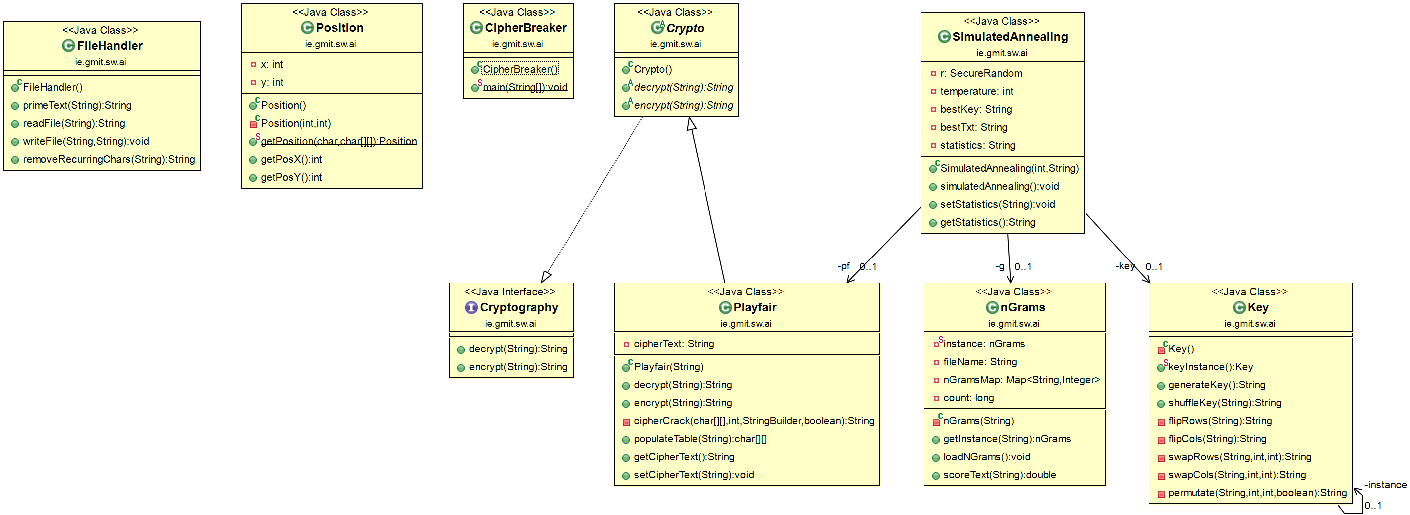 <<Java Class>>
FileHandler
ie.gmit.sw.ai
FileHandler()
primeText(String):String
readFile(String):String
writeFile(String,String):void
removeRecurringChars(String):String
<<Java Class>>
Position
ie.gmit.sw.ai
x: int
y: int
Position()
Position(int,int)
getPosition(char,char[][]):Position
getPosX():int
getPosY():int
<<Java Class>>
CipherBreaker
ie.gmit.sw.ai
CipherBreaker()
main(String[]):void
<<Java Class>>
Crypto
ie.gmit.sw.ai
Crypto()
decrypt(String):String
encrypt(String):String
<<Java Class>>
SimulatedAnnealing
ie.gmit.sw.ai
r: SecureRandom
temperature: int
bestKey: String
bestTxt: String
statistics: String
SimulatedAnnealing(int,String)
simulatedAnnealing():void
setStatistics(String):void
getStatistics():String
-pf 0..1
-g 0..1
-key 0..1
<<Java Interface>>
Cryptography
ie.gmit.sw.ai
decrypt(String):String
encrypt(String):String
<<Java Class>>
Playfair
ie.gmit.sw.ai
cipherText: String
Playfair(String)
decrypt(String):String
encrypt(String):String
cipherCrack(char[][],int,StringBuilder,boolean):String
populateTable(String):char[][]
getCipherText():String
setCipherText(String):void
<<Java Class>>
nGrams
ie.gmit.sw.ai
instance: nGrams
fileName: String
nGramsMap: Map<String,Integer>
count: long
nGrams(String)
getInstance(String):nGrams
loadNGrams():void
scoreText(String):double
<<Java Class>>
Key
ie.gmit.sw.ai
Key()
keyInstance():Key
generateKey():String
shuffleKey(String):String
flipRows(String):String
flipCols(String):String
swapRows(String,int,int):String
swapCols(String,int,int):String
permutate(String,int,int,boolean):String
-instance
0..1